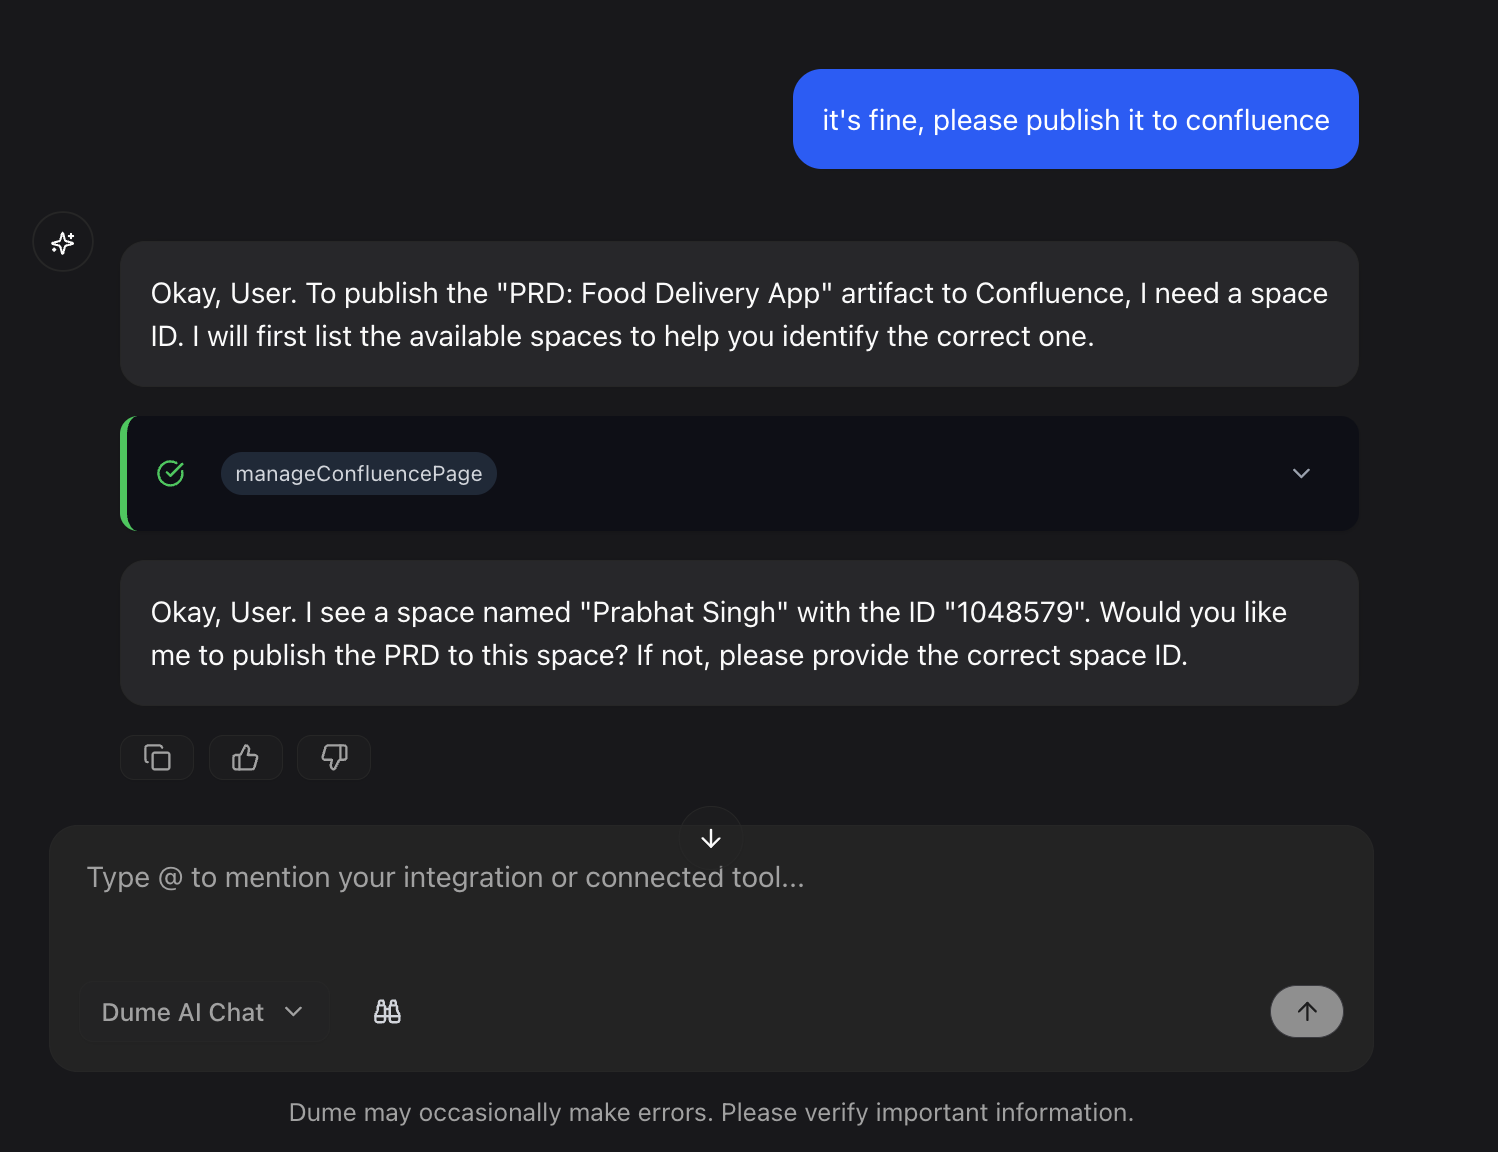 it's fine, please publish it to confluence
Okay, User. To publish the "PRD: Food Delivery App" artifact to Confluence, I need a space
ID. I will first list the available spaces to help you identify the correct one.
manageConfluencePage
Okay, User. I see a space named "Prabhat Singh" with the ID "1048579". Would you like
me to publish the PRD to this space? If not, please provide the correct space ID.
Type @ to mention your integration or connected tool...
Dume AI Chat
Dume may occasionally make errors. Please verify important information.